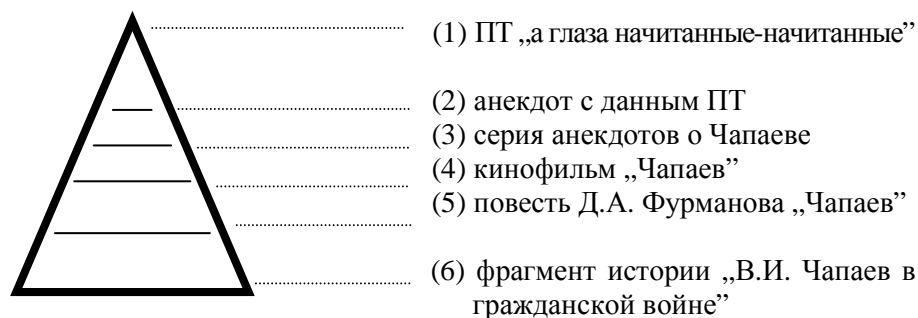 (1) ПТ „а глаза начитанные-начитанные”
(2) анекдот с данным ПТ
(3) серия анекдотов о Чапаеве
(4) кинофильм „Чапаев”
(5) повесть Д.А. Фурманова „Чапаев”
(6) фрагмент истории „В.И. Чапаев в
гражданской войне”